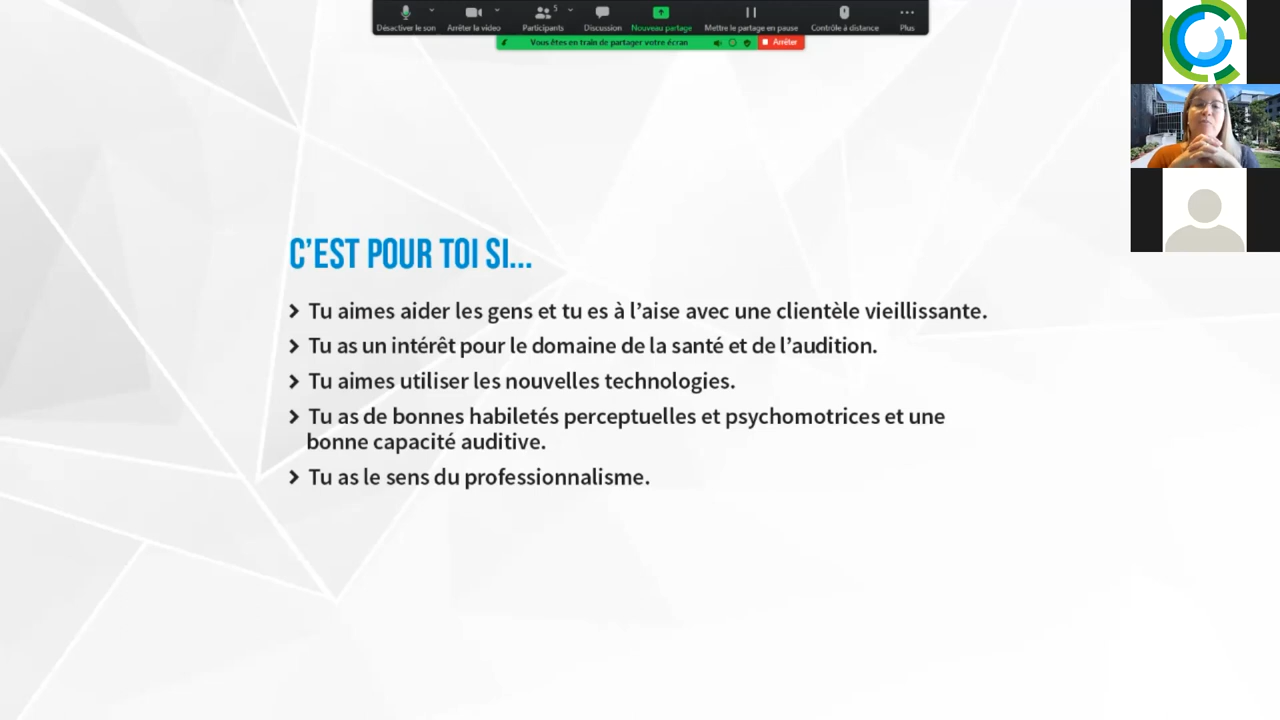 5
Désactiver le son Arrêter la vidéo Participants Discussion Nouveau partage Mettre le partage en pause Contrôle à distance Plus
Vous êtes en train de partager votre écran Arrêter
C'EST POUR TOI SI...
Tu aimes aider les gens et tu es à l'aise avec une clientèle vieillissante.
Tu as un intérêt pour le domaine de la santé et de l'audition.
Tu aimes utiliser les nouvelles technologies.
Tu as de bonnes habiletés perceptuelles et psychomotrices et une
bonne capacité auditive.
Tu as le sens du professionnalisme.